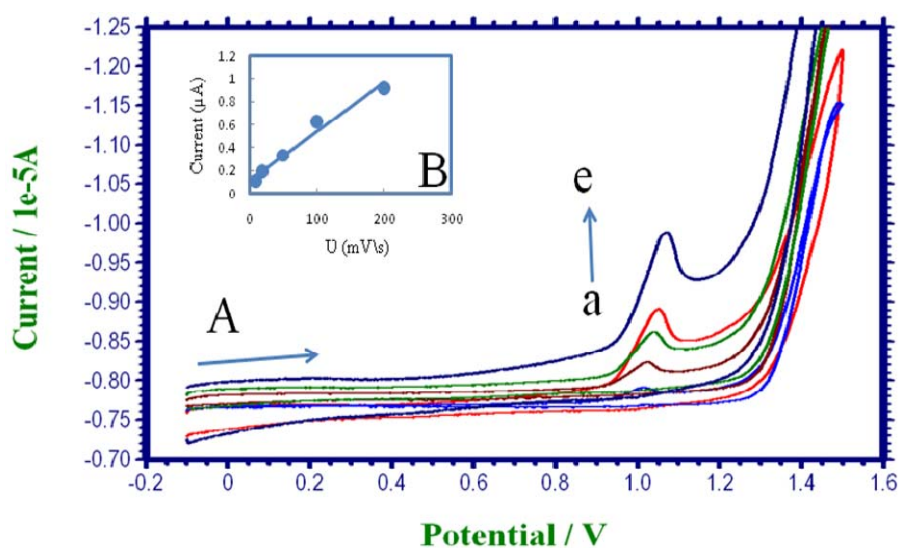 Current / 1e-5A
-1.25
-1.20
-1.15
-1.10
-1.05
-1.00
-0.95
-0.90
-0.85
-0.80
-0.75
-0.70
Current (µA)
1.2
1
0.8
0.6
0.4
0.2
0
B
0 100 200 300
Ʋ (mV\s)
e
a
A
-0.2 0 0.2 0.4 0.6 0.8 1.0 1.2 1.4 1.6
Potential / V